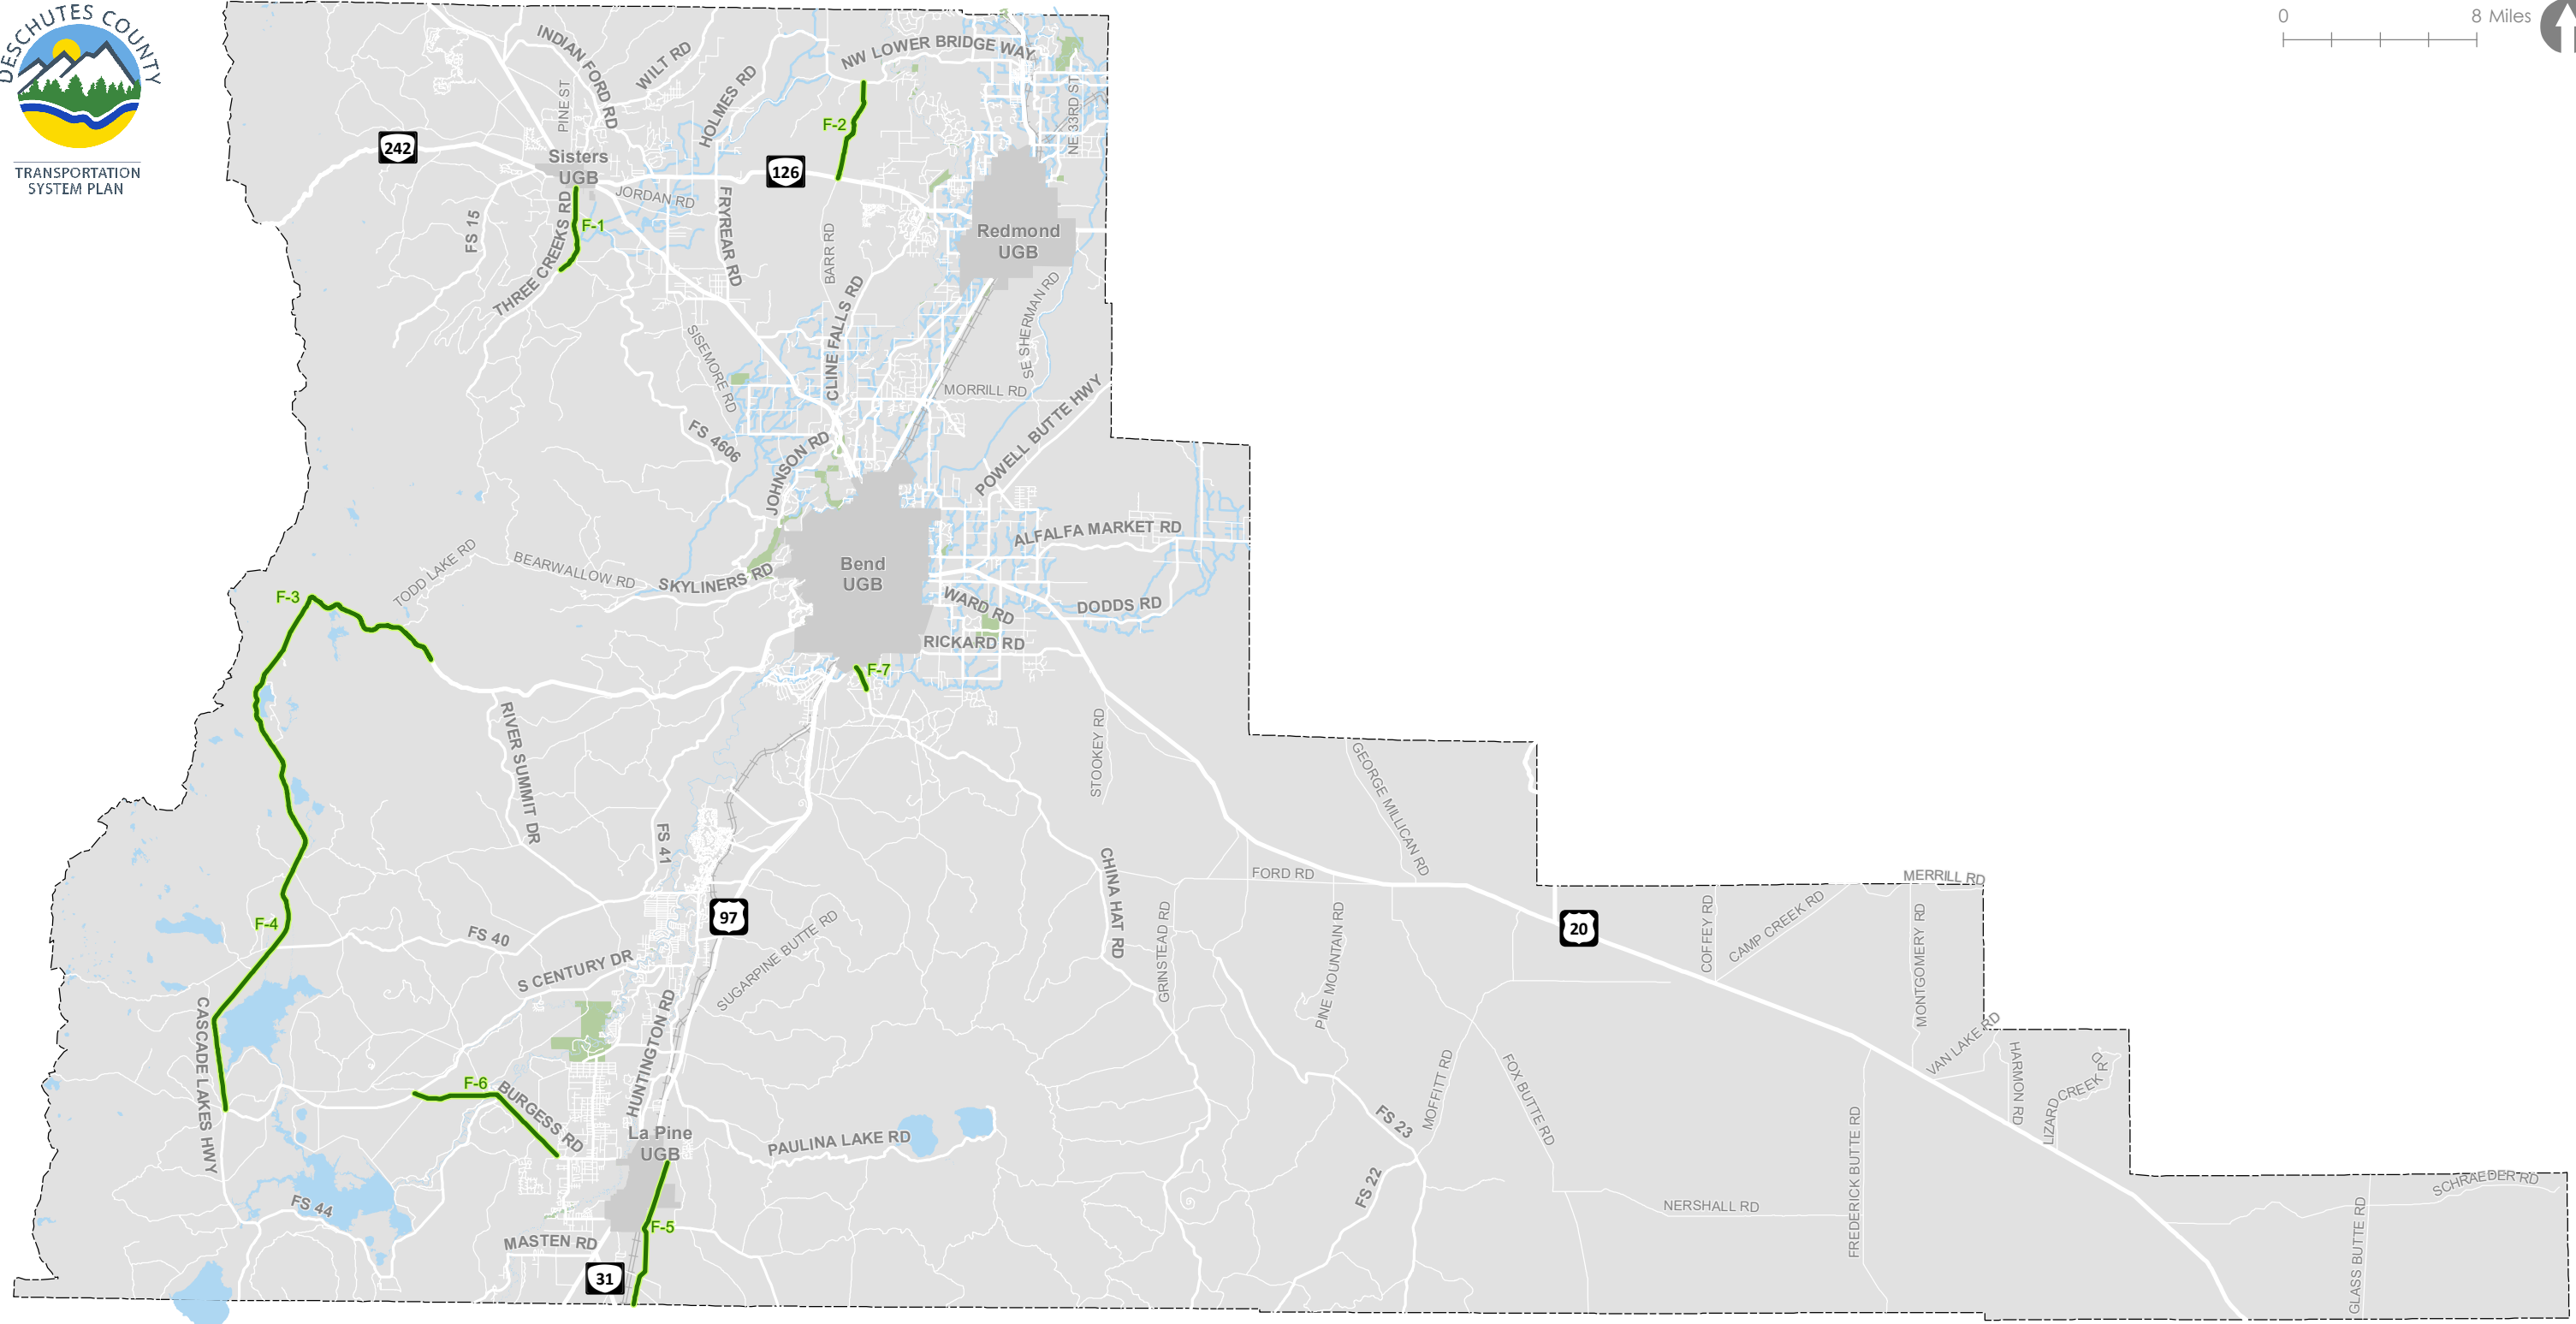 DESCHUTES COUNTY
TRANSPORTATION
SYSTEM PLAN
0 8 Miles
INDIAN FORD RD
WILT RD
PINE ST
HOLMES RD
NW LOWER BRIDGE WAY
NE 33RD ST
F-2
242
Sisters
UGB
126
JORDAN RD
FRYREAR RD
FS 15
F-1
THREE CREEKS RD
BARR RD
Redmond
UGB
CLINE FALLS RD
SE SHERMAN RD
SISEMORE RD
MORRILL RD
POWELL BUTTE HWY
FS 4606
JOHNSON RD
ALFALFA MARKET RD
TODD LAKE RD
BEARWALLOW RD
SKYLINERS RD
Bend
UGB
F-3
WARD RD
DODDS RD
RICKARD RD
F-7
RIVER SUMMIT DR
STOOKEY RD
GEORGE MILLICAN RD
FS 41
CHINA HAT RD
FORD RD
MERRILL RD
F-4
97
20
FS 40
S CENTURY DR
SUGARPINE BUTTE RD
GRINSTEAD RD
PINE MOUNTAIN RD
COFFEY RD
CAMP CREEK RD
MONTGOMERY RD
CASCADE LAKES HWY
HUNTINGTON RD
VAN LAKE RD
HARMON RD
LIZARD CREEK RD
F-6
BURGESS RD
MOFFITT RD
FOX BUTTE RD
FS 23
La Pine
UGB
PAULINA LAKE RD
FREDERICK BUTTE RD
FS 22
FS 44
NERSHALL RD
SCHRAEDER RD
F-5
MASTEN RD
GLASS BUTTE RD
31